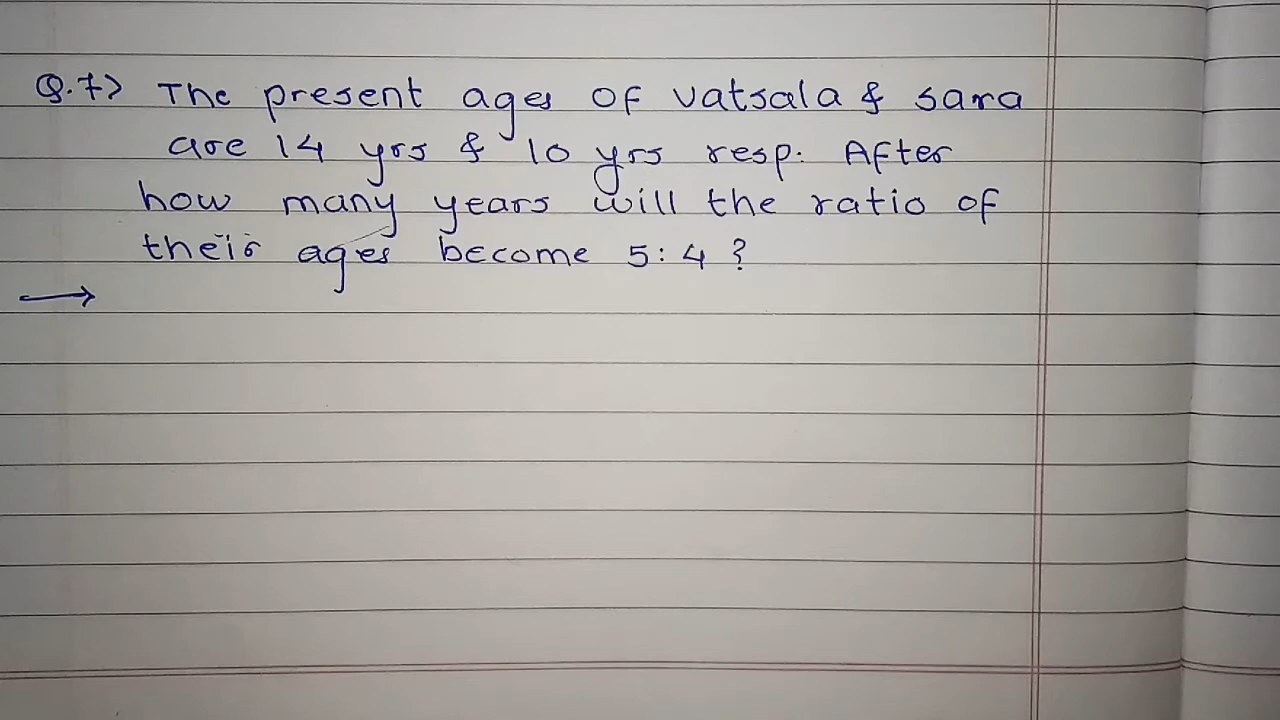 Q.7> The present ages of vatsala & sara
are 14 yrs & 10 yrs resp. After
how many years will the ratio of
their ages become 5:4?